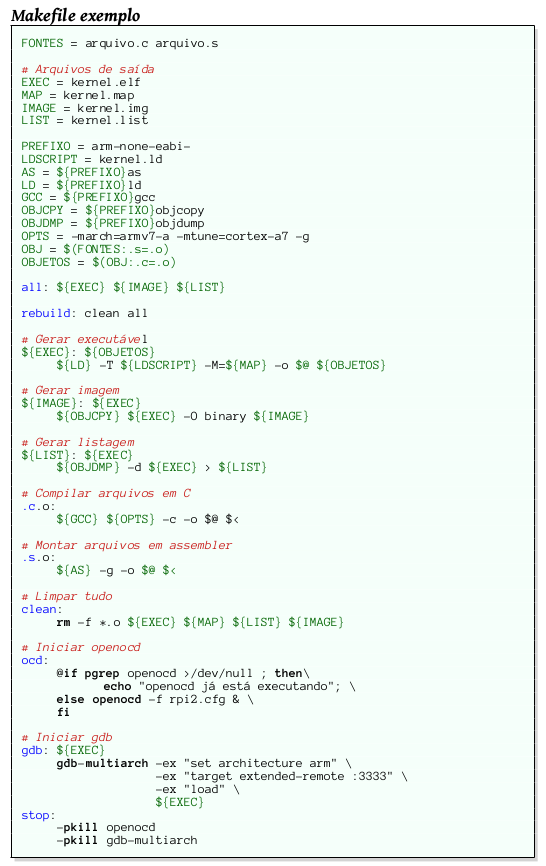 Makefile exemplo
FONTES = arquivo.c arquivo.s
# Arquivos de saída
EXEC = kernel.elf
MAP = kernel.map
IMAGE = kernel.img
LIST = kernel.list
PREFIXO = arm-none-eabi-
LDSCRIPT = kernel.ld
AS = ${PREFIXO}as
LD = ${PREFIXO}ld
GCC = ${PREFIXO}gcc
OBJCPY = ${PREFIXO}objcopy
OBJDMP = ${PREFIXO}objdump
OPTS = -march=armv7-a -mtune=cortex-a7 -g
OBJ = $(FONTES:.s=.o)
OBJETOS = $(OBJ:.c=.o)
all: ${EXEC} ${IMAGE} ${LIST}
rebuild: clean all
# Gerar executável
${EXEC}: ${OBJETOS}
${LD} -T ${LDSCRIPT} -M=${MAP} -o $@ ${OBJETOS}
# Gerar imagem
${IMAGE}: ${EXEC}
${OBJCPY} ${EXEC} -O binary ${IMAGE}
# Gerar listagem
${LIST}: ${EXEC}
${OBJDMP} -d ${EXEC} > ${LIST}
# Compilar arquivos em C
.c.o:
${GCC} ${OPTS} -c -o $@ $<
# Montar arquivos em assembler
.s.o:
${AS} -g -o $@ $<
# Limpar tudo
clean:
rm -f *.o ${EXEC} ${MAP} ${LIST} ${IMAGE}
# Iniciar openocd
ocd:
@if pgrep openocd >/dev/null ; then\
echo "openocd já está executando"; \
else openocd -f rpi2.cfg & \
fi
# Iniciar gdb
gdb: ${EXEC}
gdb-multiarch -ex "set architecture arm" \
-ex "target extended-remote :3333" \
-ex "load" \
${EXEC}
stop:
-pkill openocd
-pkill gdb-multiarch